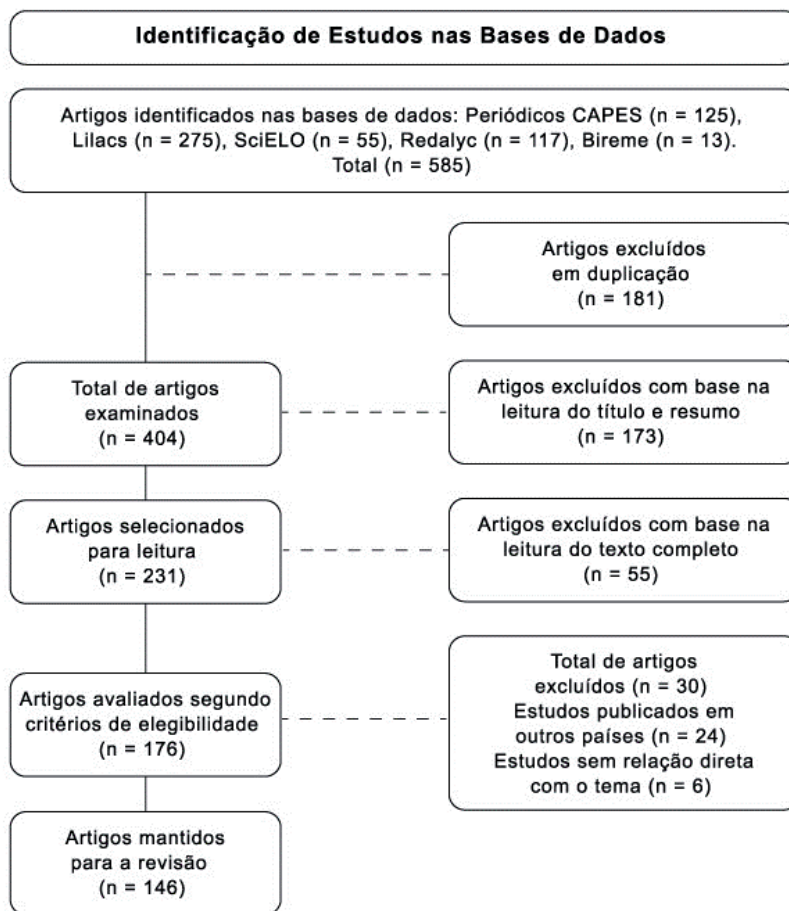 Identificação de Estudos nas Bases de Dados
Artigos identificados nas bases de dados: Periódicos CAPES (n = 125),
Lilacs (n = 275), SciELO (n = 55), Redalyc (n = 117), Bireme (n = 13).
Total (n = 585)
Artigos excluídos
em duplicação
(n = 181)
Total de artigos
examinados
(n = 404)
Artigos excluídos com base na
leitura do título e resumo
(n = 173)
Artigos selecionados
para leitura
(n = 231)
Artigos excluídos com base na
leitura do texto completo
(n = 55)
Artigos avaliados segundo
critérios de elegibilidade
(n = 176)
Total de artigos
excluídos (n = 30)
Estudos publicados em
outros países (n = 24)
Estudos sem relação direta
com o tema (n = 6)
Artigos mantidos
para a revisão
(n = 146)